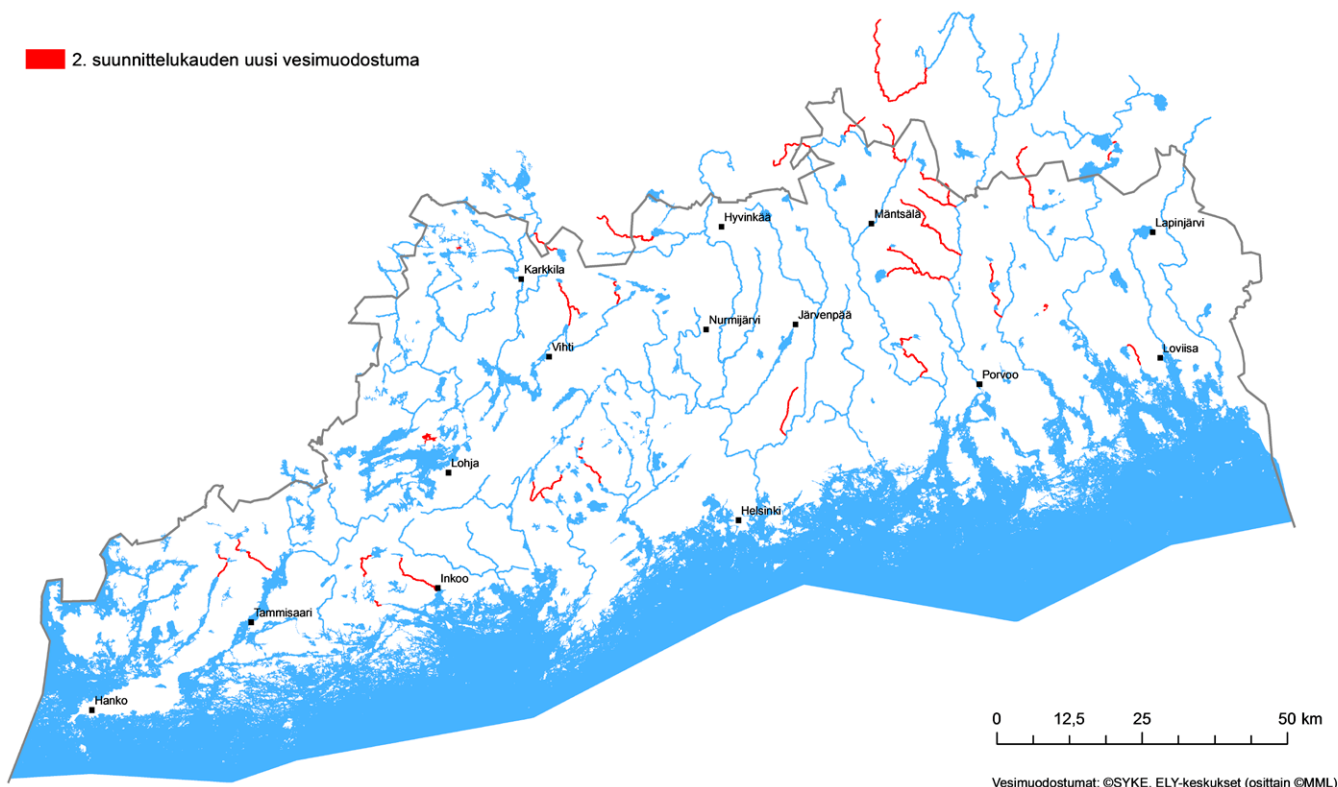 2. suunnittelukauden uusi vesimuodostuma
Hyvinkää
Mäntsälä
Lapinjärvi
Karkkila
Nurmijärvi
Järvenpää
Vihti
Loviisa
Porvoo
Lohja
Helsinki
Inkoo
Tammisaari
Hanko
0 12,5 25 50 km
Vesimuodostumat: ©SYKE, ELY-keskukset (osittain ©MML)